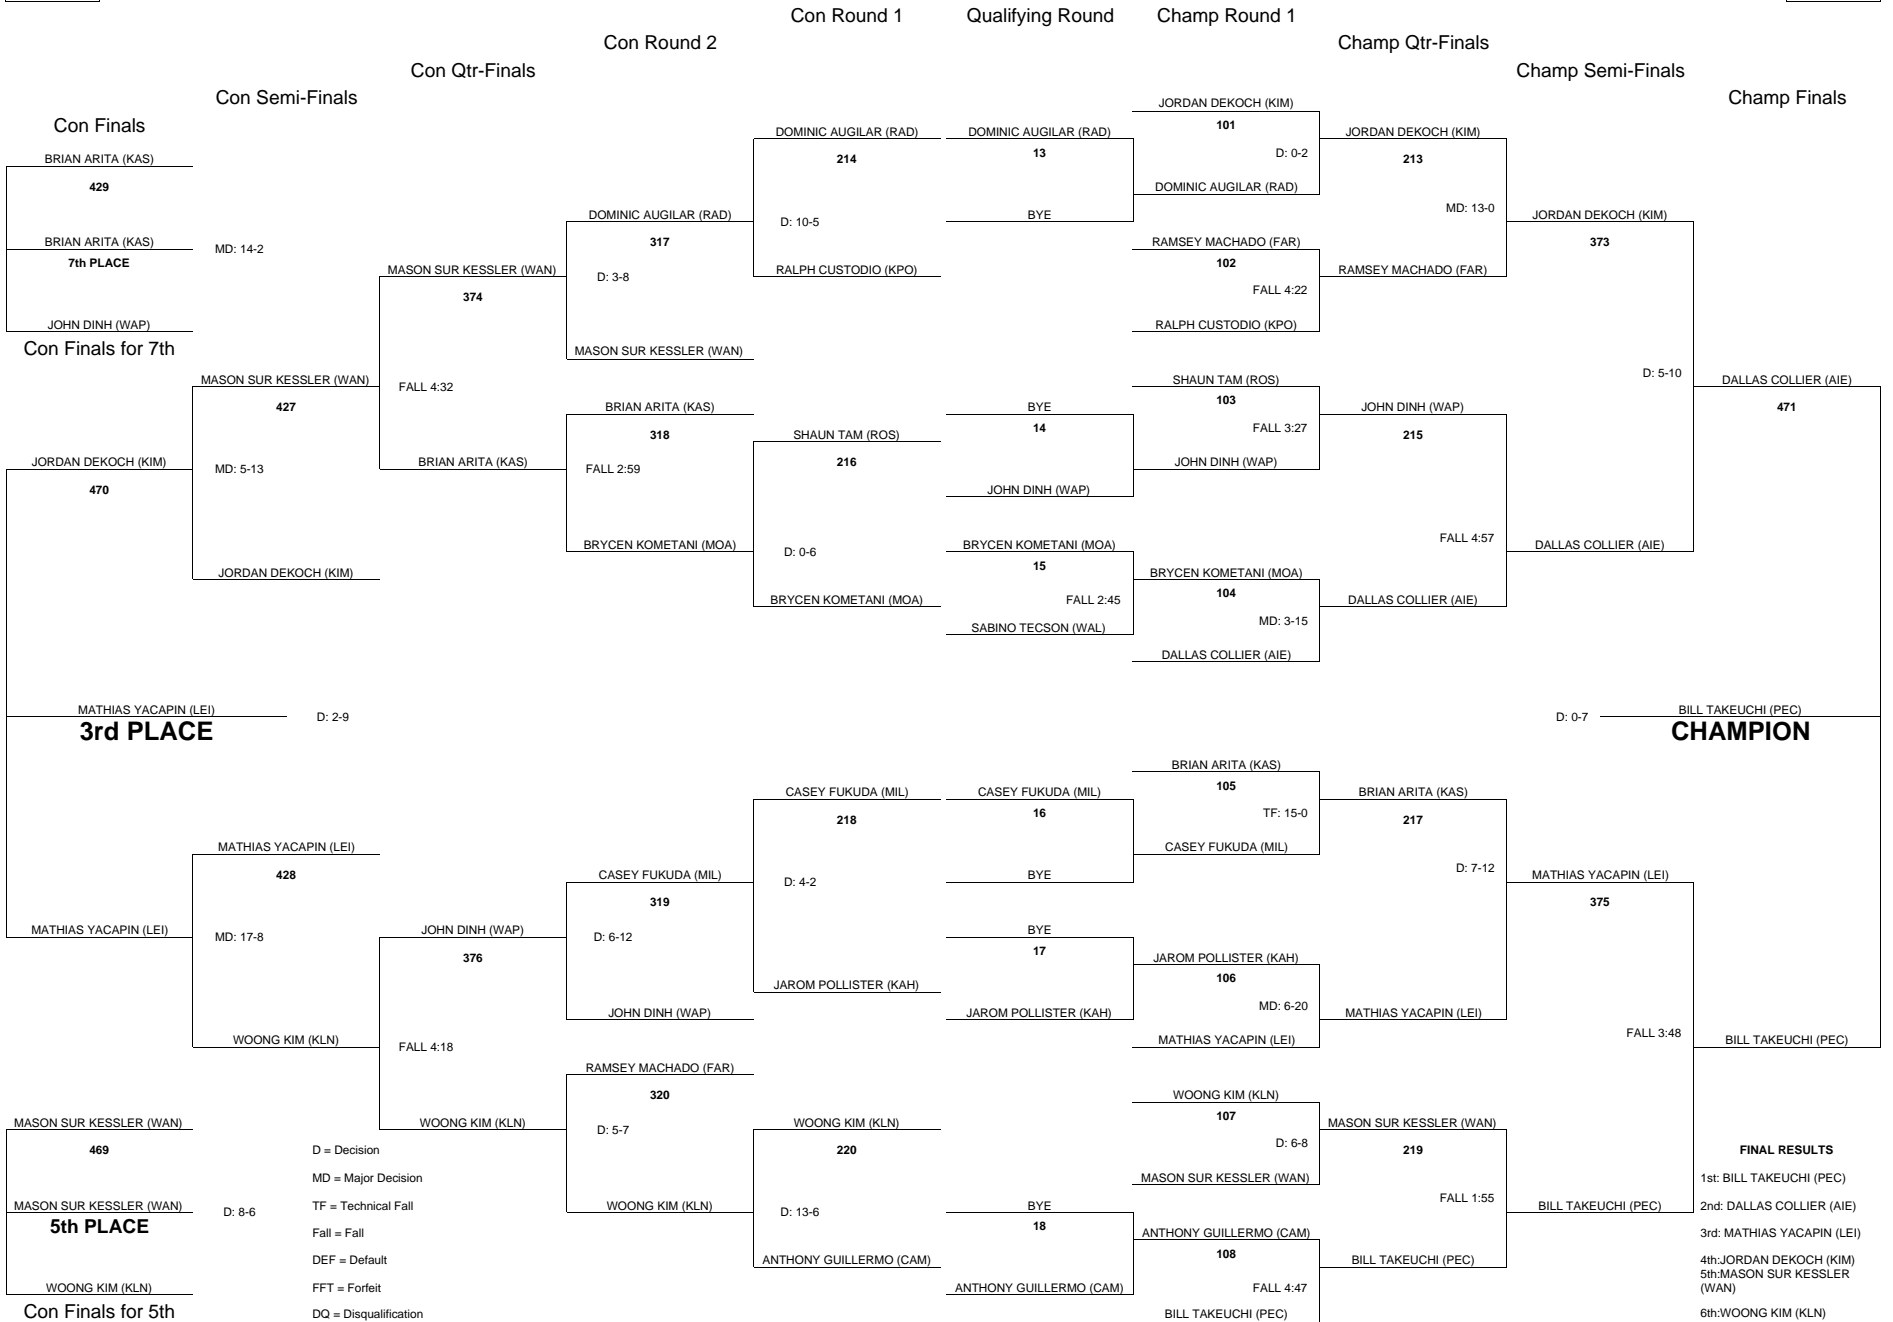 Con Round 1
Qualifying Round
Champ Round 1
Con Round 2
Champ Qtr-Finals
Con Qtr-Finals
Champ Semi-Finals
Con Semi-Finals
Champ Finals
Con Finals
BRIAN ARITA (KAS)
429
BRIAN ARITA (KAS)
7th PLACE
MD: 14-2
JOHN DINH (WAP)
Con Finals for 7th
JORDAN DEKOCH (KIM)
470
MATHIAS YACAPIN (LEI)
3rd PLACE
D: 2-9
MATHIAS YACAPIN (LEI)
MASON SUR KESSLER (WAN)
469
MASON SUR KESSLER (WAN)
5th PLACE
D: 8-6
WOONG KIM (KLN)
Con Finals for 5th
MASON SUR KESSLER (WAN)
427
MD: 5-13
JORDAN DEKOCH (KIM)
MATHIAS YACAPIN (LEI)
428
MD: 17-8
WOONG KIM (KLN)
D = Decision
MD = Major Decision
TF = Technical Fall
Fall = Fall
DEF = Default
FFT = Forfeit
DQ = Disqualification
MASON SUR KESSLER (WAN)
374
FALL 4:32
BRIAN ARITA (KAS)
JOHN DINH (WAP)
376
FALL 4:18
WOONG KIM (KLN)
DOMINIC AUGILAR (RAD)
317
D: 3-8
MASON SUR KESSLER (WAN)
BRIAN ARITA (KAS)
318
FALL 2:59
BRYCEN KOMETANI (MOA)
CASEY FUKUDA (MIL)
319
D: 6-12
JOHN DINH (WAP)
RAMSEY MACHADO (FAR)
320
D: 5-7
WOONG KIM (KLN)
DOMINIC AUGILAR (RAD)
214
D: 10-5
RALPH CUSTODIO (KPO)
SHAUN TAM (ROS)
216
D: 0-6
BRYCEN KOMETANI (MOA)
CASEY FUKUDA (MIL)
218
D: 4-2
JAROM POLLISTER (KAH)
WOONG KIM (KLN)
220
D: 13-6
ANTHONY GUILLERMO (CAM)
DOMINIC AUGILAR (RAD)
13
BYE
BYE
14
JOHN DINH (WAP)
BRYCEN KOMETANI (MOA)
15
FALL 2:45
SABINO TECSON (WAL)
CASEY FUKUDA (MIL)
16
BYE
BYE
17
JAROM POLLISTER (KAH)
BYE
18
ANTHONY GUILLERMO (CAM)
JORDAN DEKOCH (KIM)
101
D: 0-2
DOMINIC AUGILAR (RAD)
RAMSEY MACHADO (FAR)
102
FALL 4:22
RALPH CUSTODIO (KPO)
SHAUN TAM (ROS)
103
FALL 3:27
JOHN DINH (WAP)
BRYCEN KOMETANI (MOA)
104
MD: 3-15
DALLAS COLLIER (AIE)
BRIAN ARITA (KAS)
105
TF: 15-0
CASEY FUKUDA (MIL)
JAROM POLLISTER (KAH)
106
MD: 6-20
MATHIAS YACAPIN (LEI)
WOONG KIM (KLN)
107
D: 6-8
MASON SUR KESSLER (WAN)
ANTHONY GUILLERMO (CAM)
108
FALL 4:47
BILL TAKEUCHI (PEC)
JORDAN DEKOCH (KIM)
213
MD: 13-0
RAMSEY MACHADO (FAR)
JOHN DINH (WAP)
215
FALL 4:57
DALLAS COLLIER (AIE)
BRIAN ARITA (KAS)
217
D: 7-12
MATHIAS YACAPIN (LEI)
MASON SUR KESSLER (WAN)
219
FALL 1:55
BILL TAKEUCHI (PEC)
JORDAN DEKOCH (KIM)
373
D: 5-10
DALLAS COLLIER (AIE)
MATHIAS YACAPIN (LEI)
375
FALL 3:48
BILL TAKEUCHI (PEC)
DALLAS COLLIER (AIE)
471
D: 0-7
BILL TAKEUCHI (PEC)
CHAMPION
BILL TAKEUCHI (PEC)
FINAL RESULTS
1st: BILL TAKEUCHI (PEC)
2nd: DALLAS COLLIER (AIE)
3rd: MATHIAS YACAPIN (LEI)
4th:JORDAN DEKOCH (KIM)
5th:MASON SUR KESSLER
(WAN)
6th:WOONG KIM (KLN)